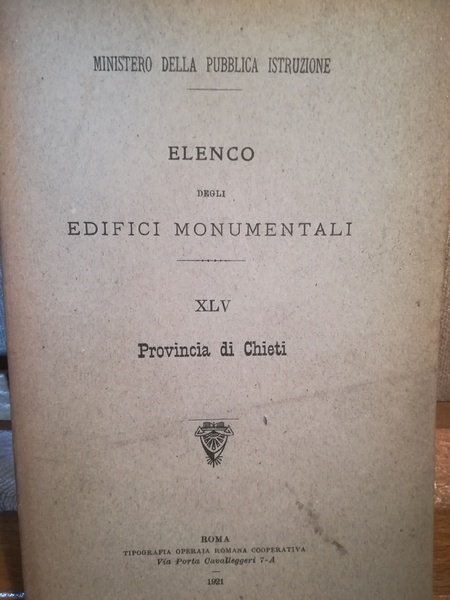 MINISTERO DELLA PUBBLICA ISTRUZIONE
ELENCO
DEGLI
EDIFICI MONUMENTALI
XLV
Provincia di Chieti
ROMA
TIPOGRAFIA OPERAIA ROMANA COOPERATIVA
Via Porta Cavalleggeri 7-A
1921